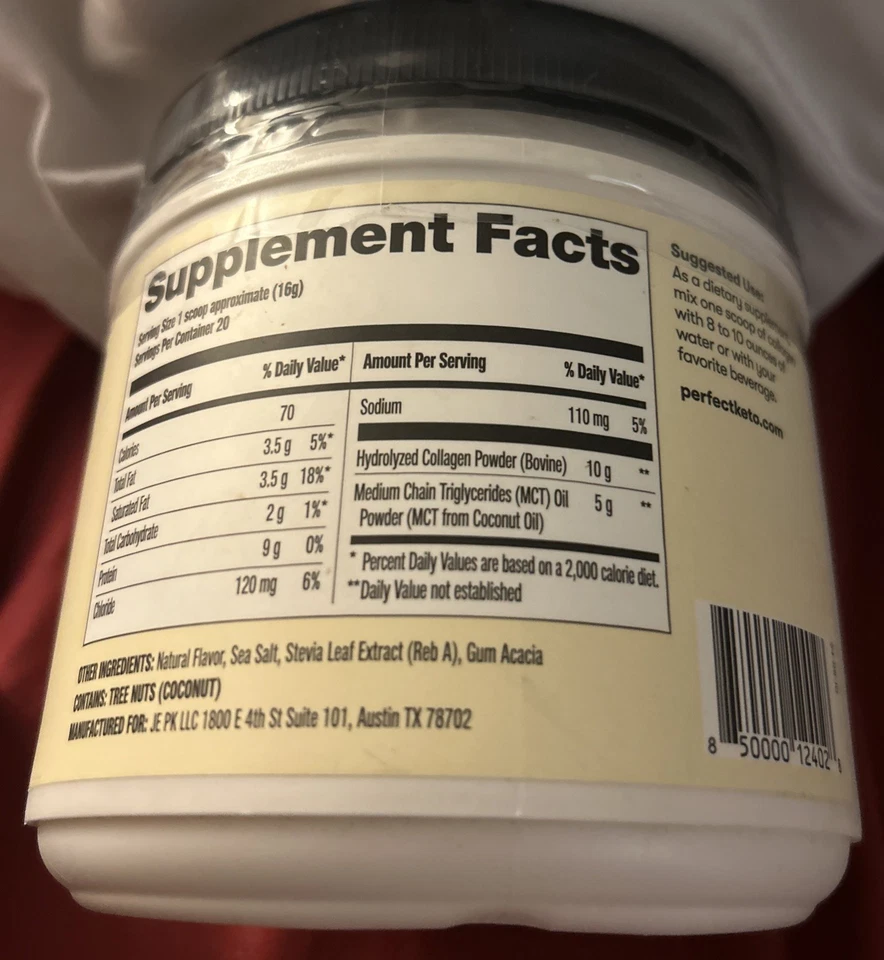 Supplement Facts
Serving Size 1 scoop approximate (16g)
Servings Per Container 20
Amount Per Serving % Daily Value*
Calories 70
Total Fat 3.5 g 5%*
Saturated Fat 3.5 g 18%*
Total Carbohydrate 2 g 1%*
Protein 9 g 0%
Chloride 120 mg 6%
Amount Per Serving % Daily Value*
Sodium 110 mg 5%
Hydrolyzed Collagen Powder (Bovine) 10 g **
Medium Chain Triglycerides (MCT) Oil 5 g **
Powder (MCT from Coconut Oil)
* Percent Daily Values are based on a 2,000 calorie diet.
**Daily Value not established
OTHER INGREDIENTS: Natural Flavor, Sea Salt, Stevia Leaf Extract (Reb A), Gum Acacia
CONTAINS: TREE NUTS (COCONUT)
MANUFACTURED FOR: JE PK LLC 1800 E 4th St Suite 101, Austin TX 78702
Suggested Use:
As a dietary supplement,
mix one scoop of collagen
with 8 to 10 ounces of
water or with your
favorite beverage.
perfectketo.com
8 50000 12402 8